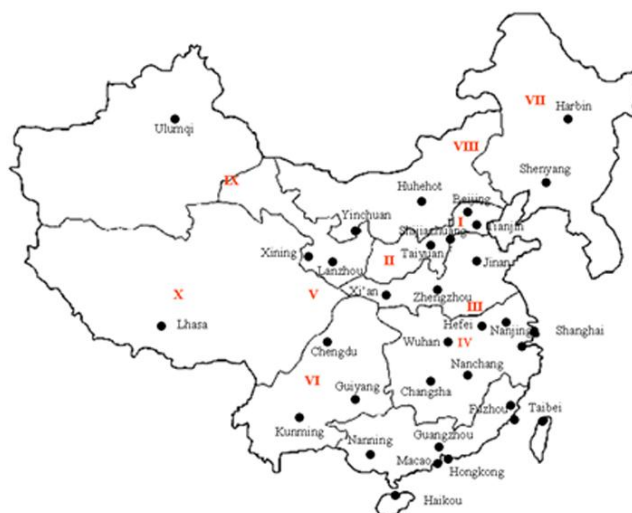 VII
Harbin
Ulumqi
VIII
Shenyang
IX
Huhehot
Beijing
Yinchuan
I
Tianjin
Shijiazhuang
Taiyuan
Xining
II
Lanzhou
Jinan
X
V
Xi'an
Zhengzhou
III
Lhasa
Hefei
Nanjing
Shanghai
Chengdu
Wuhan
IV
VI
Nanchang
Changsha
Guiyang
Fuzhou
Taibei
Kunming
Guangzhou
Nanning
Macao
Hongkong
Haikou